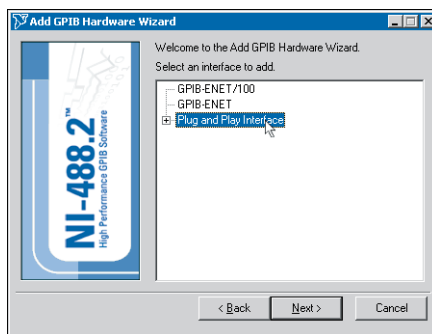 Add GPIB Hardware Wizard
NI-488.2™
High Performance GPIB Software
Welcome to the Add GPIB Hardware Wizard.
Select an interface to add.
GPIB-ENET/100
GPIB-ENET
Plug and Play Interface
< Back
Next >
Cancel